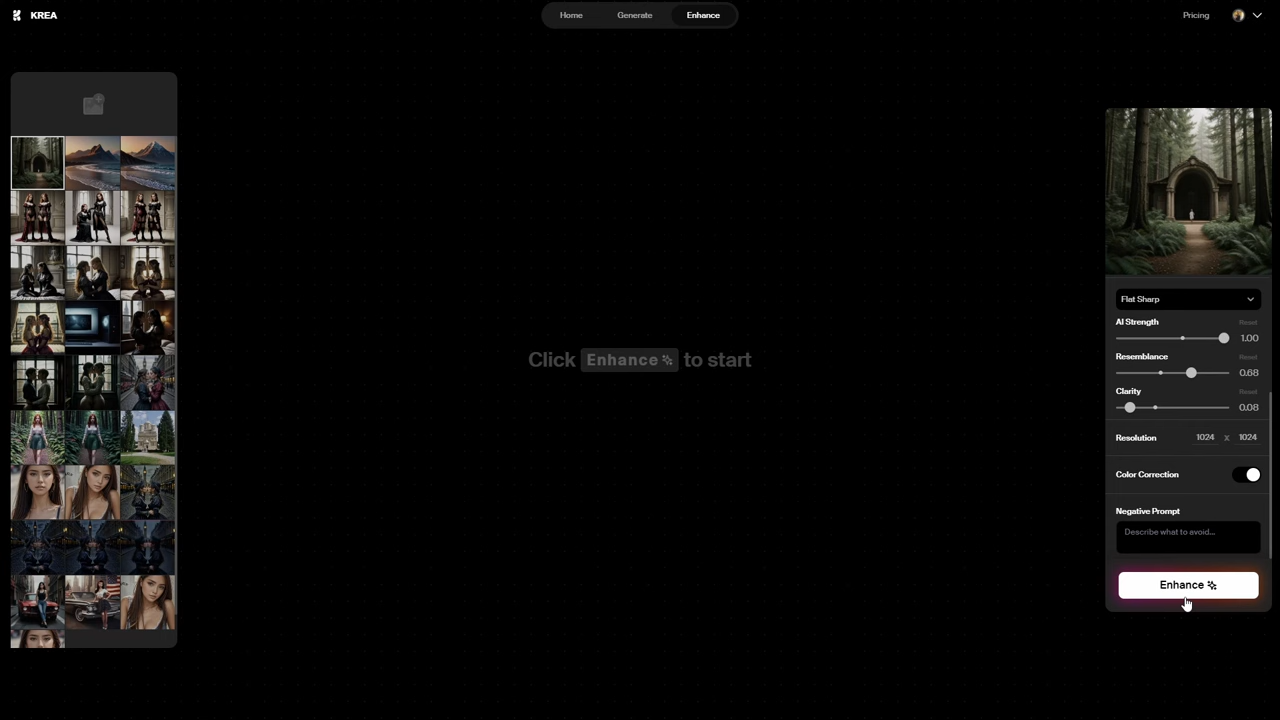 KREA
Home
Generate
Enhance
Pricing
Click Enhance to start
Flat Sharp
AI Strength
Reset
1.00
Resemblance
Reset
0.68
Clarity
Reset
0.08
Resolution
1024 x 1024
Color Correction
Negative Prompt
Describe what to avoid...
Enhance